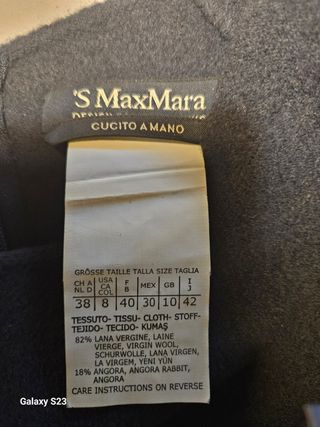 'S MaxMara
CUCITO A MANO
GRÖSSE TAILLE TALLA SIZE TAGLIA
CH A NL D USA CA COL F B MEX GB I J
38 8 40 30 10 42
TESSUTO- TISSU- CLOTH- STOFF-
TEJIDO- TECIDO- KUMAŞ
82% LANA VERGINE, LAINE
VIERGE, VIRGIN WOOL,
SCHURWOLLE, LANA VIRGEN,
LA VIRGEM, YENİ YÜN
18% ANGORA, ANGORA RABBIT,
ANGORA
CARE INSTRUCTIONS ON REVERSE
Galaxy S23